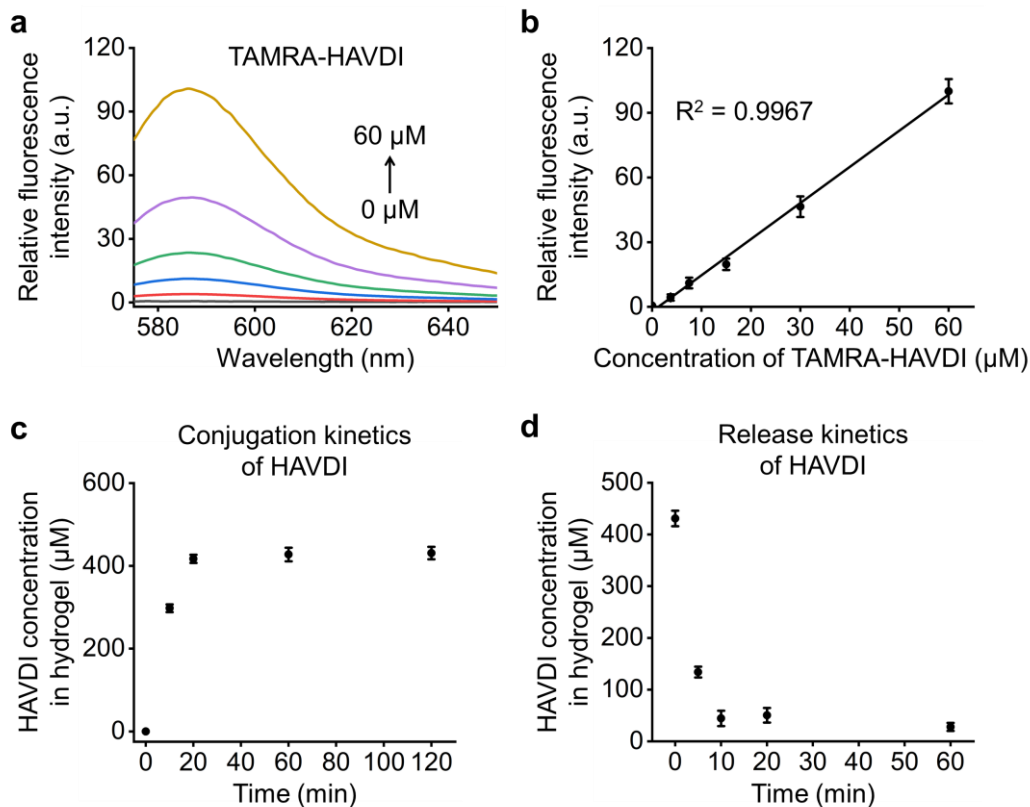 a
TAMRA-HAVDI
60 µM
0 µM
Relative fluorescence
intensity (a.u.)
120
90
60
30
0
580 600 620 640
Wavelength (nm)
b
R² = 0.9967
Relative fluorescence
intensity (a.u.)
120
90
60
30
0
0 10 20 30 40 50 60
Concentration of TAMRA-HAVDI (µM)
c
Conjugation kinetics
of HAVDI
HAVDI concentration
in hydrogel (µM)
600
400
200
0
0 20 40 60 80 100 120
Time (min)
d
Release kinetics
of HAVDI
HAVDI concentration
in hydrogel (µM)
500
400
300
200
100
0
0 10 20 30 40 50 60
Time (min)